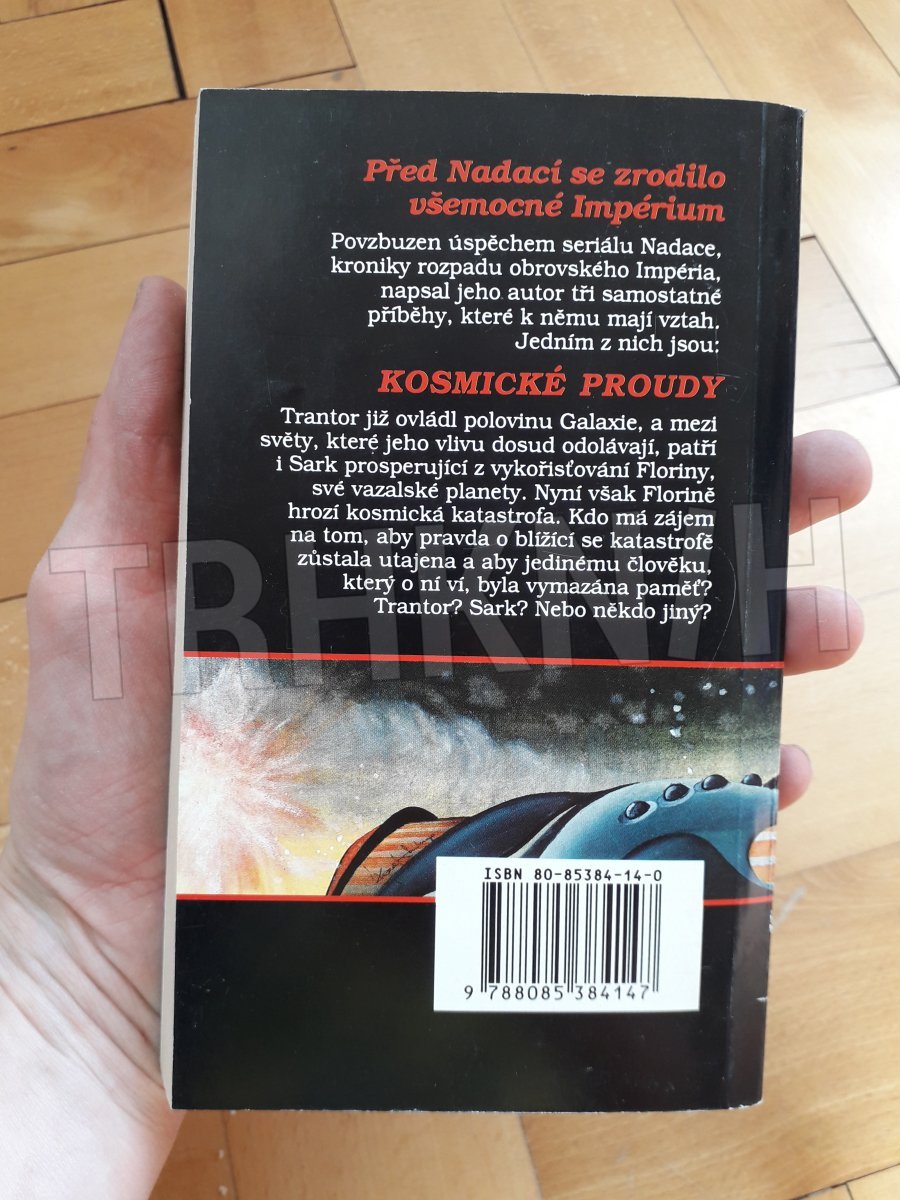 Před Nadací se zrodilo
všemocné Impérium
Povzbuzen úspěchem seriálu Nadace,
kroniky rozpadu obrovského Impéria,
napsal jeho autor tři samostatné
příběhy, které k němu mají vztah.
Jedním z nich jsou:
KOSMICKÉ PROUDY
Trantor již ovládl polovinu Galaxie, a mezi
světy, které jeho vlivu dosud odolávají, patří
i Sark prosperující z vykořisťování Floriny,
své vazalské planety. Nyní však Florině
hrozí kosmická katastrofa. Kdo má zájem
na tom, aby pravda o blížící se katastrofě
zůstala utajena a aby jedinému člověku,
který o ní ví, byla vymazána paměť?
Trantor? Sark? Nebo někdo jiný?
TRHKNIH
ISBN 80-85384-14-0
9 788085 384147